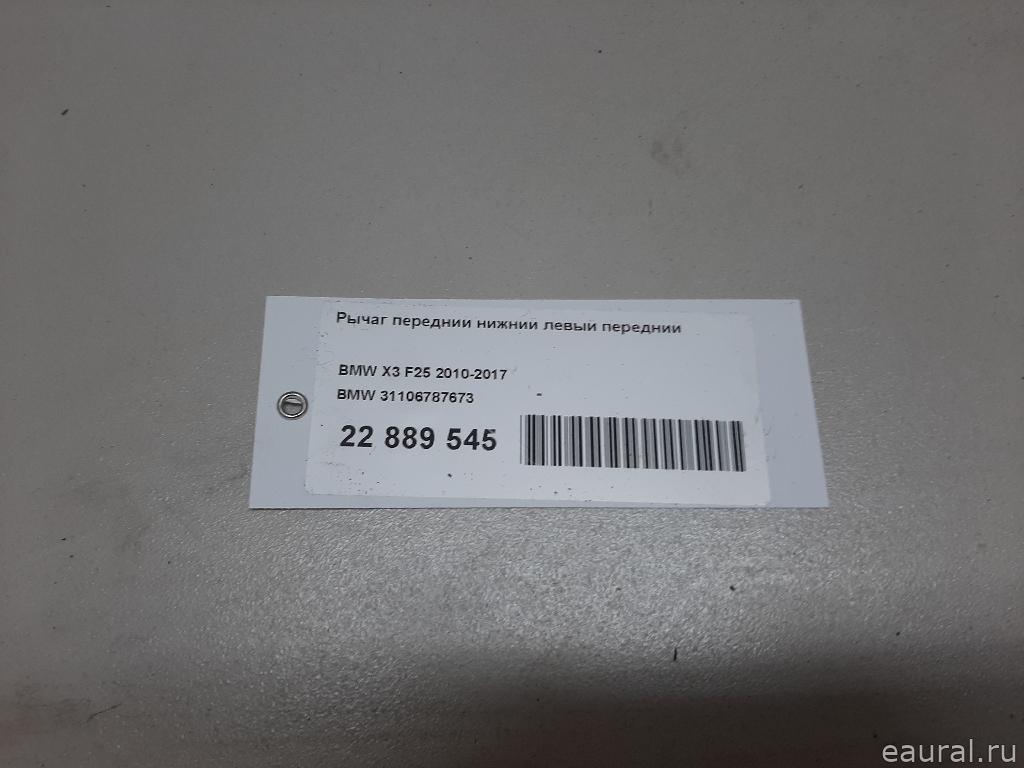 Рычаг передний нижний левый передний
BMW X3 F25 2010-2017
BMW 31106787673
22 889 545
eaural.ru